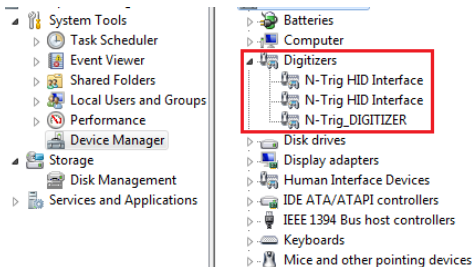 System Tools
Task Scheduler
Event Viewer
Shared Folders
Local Users and Groups
Performance
Device Manager
Storage
Disk Management
Services and Applications
Batteries
Computer
Digitizers
N-Trig HID Interface
N-Trig HID Interface
N-Trig_DIGITIZER
Disk drives
Display adapters
Human Interface Devices
IDE ATA/ATAPI controllers
IEEE 1394 Bus host controllers
Keyboards
Mice and other pointing devices